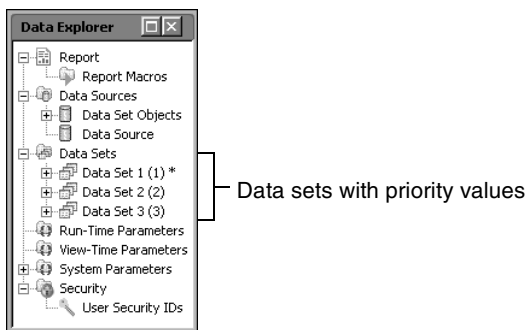 Data Explorer
Report
Report Macros
Data Sources
Data Set Objects
Data Source
Data Sets
Data Set 1 (1) *
Data Set 2 (2)
Data Set 3 (3)
Data sets with priority values
Run-Time Parameters
View-Time Parameters
System Parameters
Security
User Security IDs